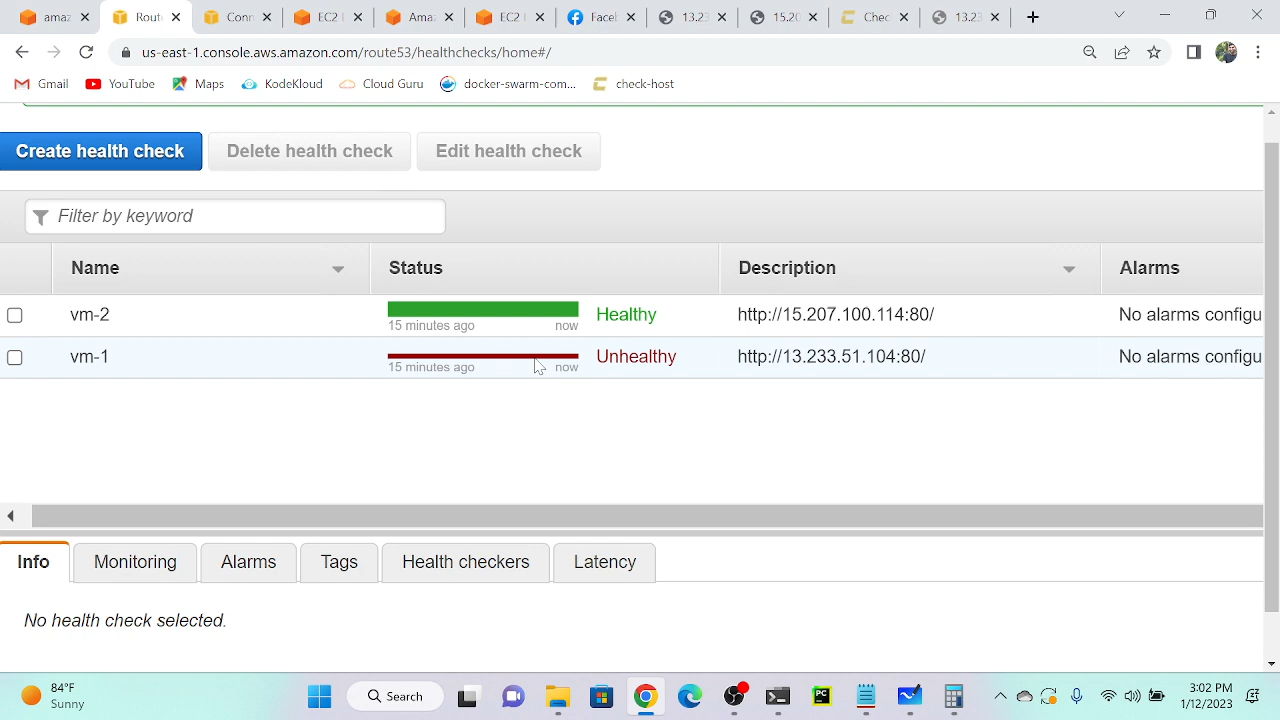 amaz
Rout
Conn
EC2 I
Amaz
EC2 I
Facel
13.23
15.20
Chec
13.23
us-east-1.console.aws.amazon.com/route53/healthchecks/home#/
Gmail
YouTube
Maps
KodeKloud
Cloud Guru
docker-swarm-com...
check-host
Create health check
Delete health check
Edit health check
Filter by keyword
Name
Status
Description
Alarms
vm-2
15 minutes ago
now
Healthy
http://15.207.100.114:80/
No alarms configu
vm-1
15 minutes ago
now
Unhealthy
http://13.233.51.104:80/
No alarms configu
Info
Monitoring
Alarms
Tags
Health checkers
Latency
No health check selected.
84°F
Sunny
Search
PC
3:02 PM
1/12/2023